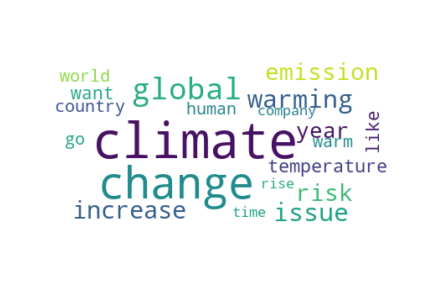 world
emission
want
global
warming
country
human
company
like
year
go
climate
warm
temperature
change
rise
risk
increase
time
issue